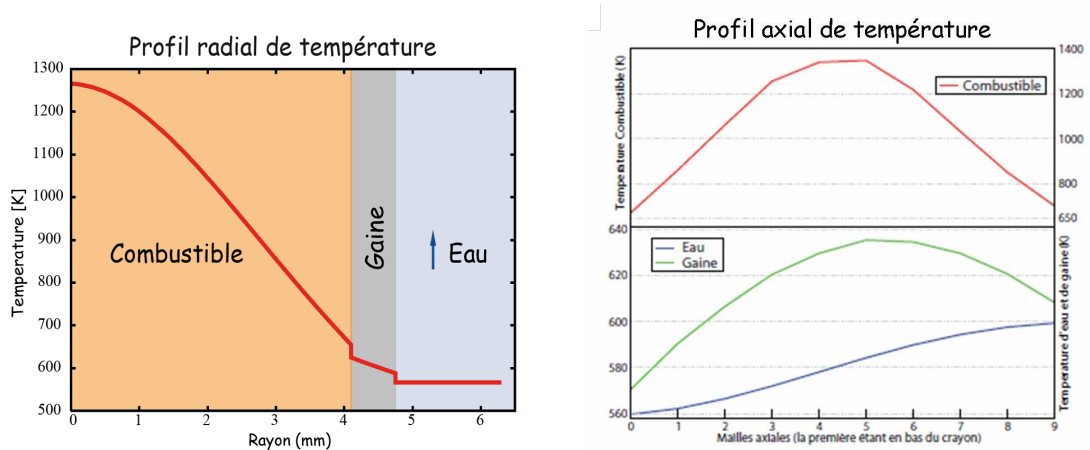 Profil radial de température
1300
1200
1100
1000
900
800
700
600
500
Temperature [K]
Combustible
Gaine
Eau
0
1
2
3
4
5
6
Rayon (mm)
Profil axial de température
Temperature Combustible (K)
Combustible
1400
1200
1000
800
650
640
620
600
580
560
Eau
Gaine
Temperature d'eau et de gaine (K)
0
1
2
3
4
5
6
7
8
9
Mailles axiales (la première étant en bas du crayon)